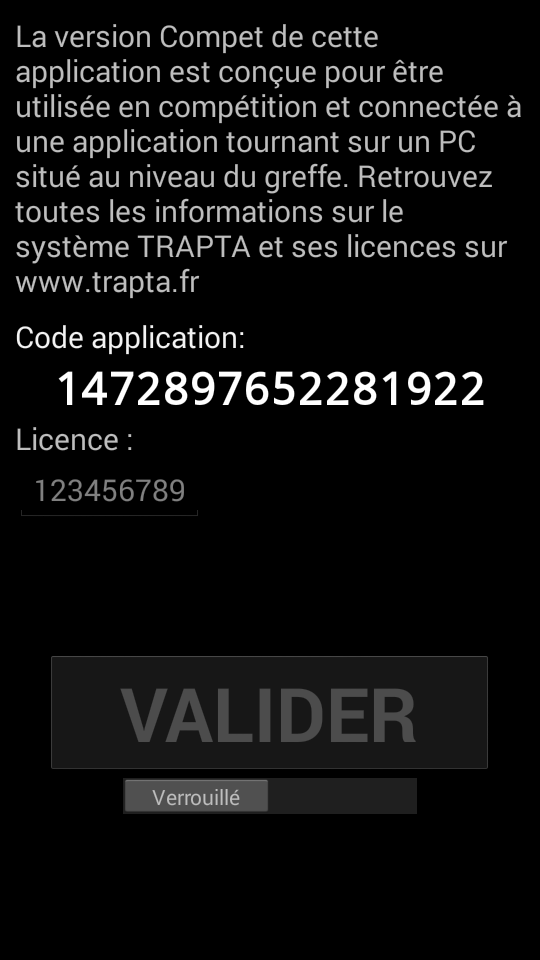 La version Compet de cette
application est conçue pour être
utilisée en compétition et connectée à
une application tournant sur un PC
situé au niveau du greffe. Retrouvez
toutes les informations sur le
système TRAPTA et ses licences sur
www.trapta.fr
Code application:
1472897652281922
Licence :
123456789
VALIDER
Verrouillé